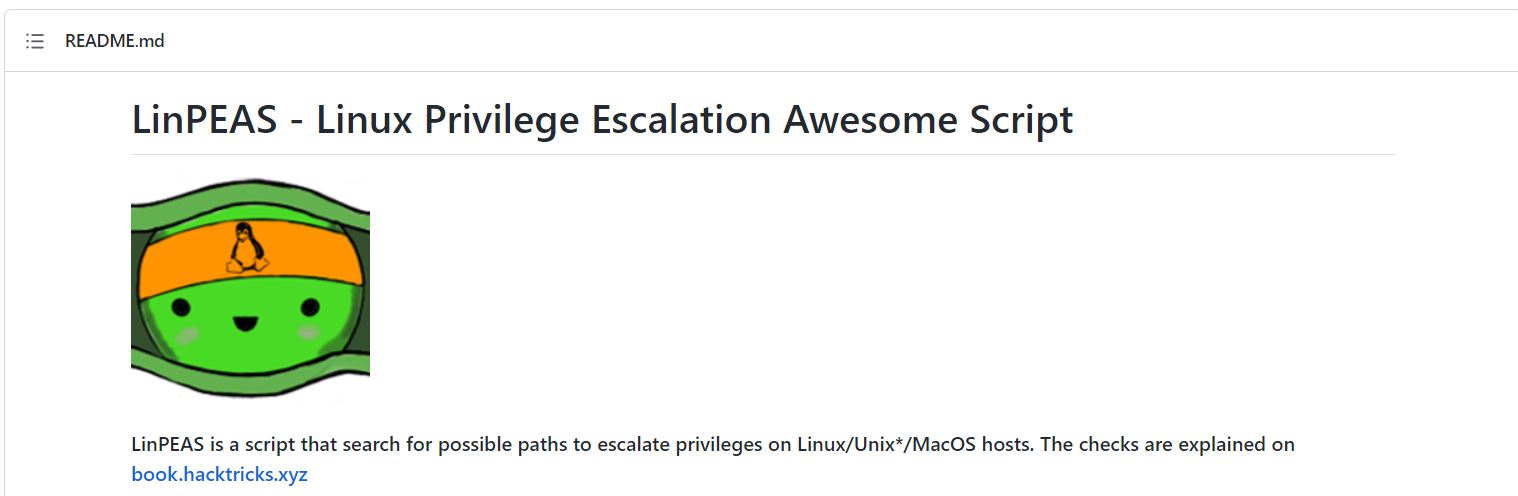 README.md
LinPEAS - Linux Privilege Escalation Awesome Script
LinPEAS is a script that search for possible paths to escalate privileges on Linux/Unix*/MacOS hosts. The checks are explained on
book.hacktricks.xyz